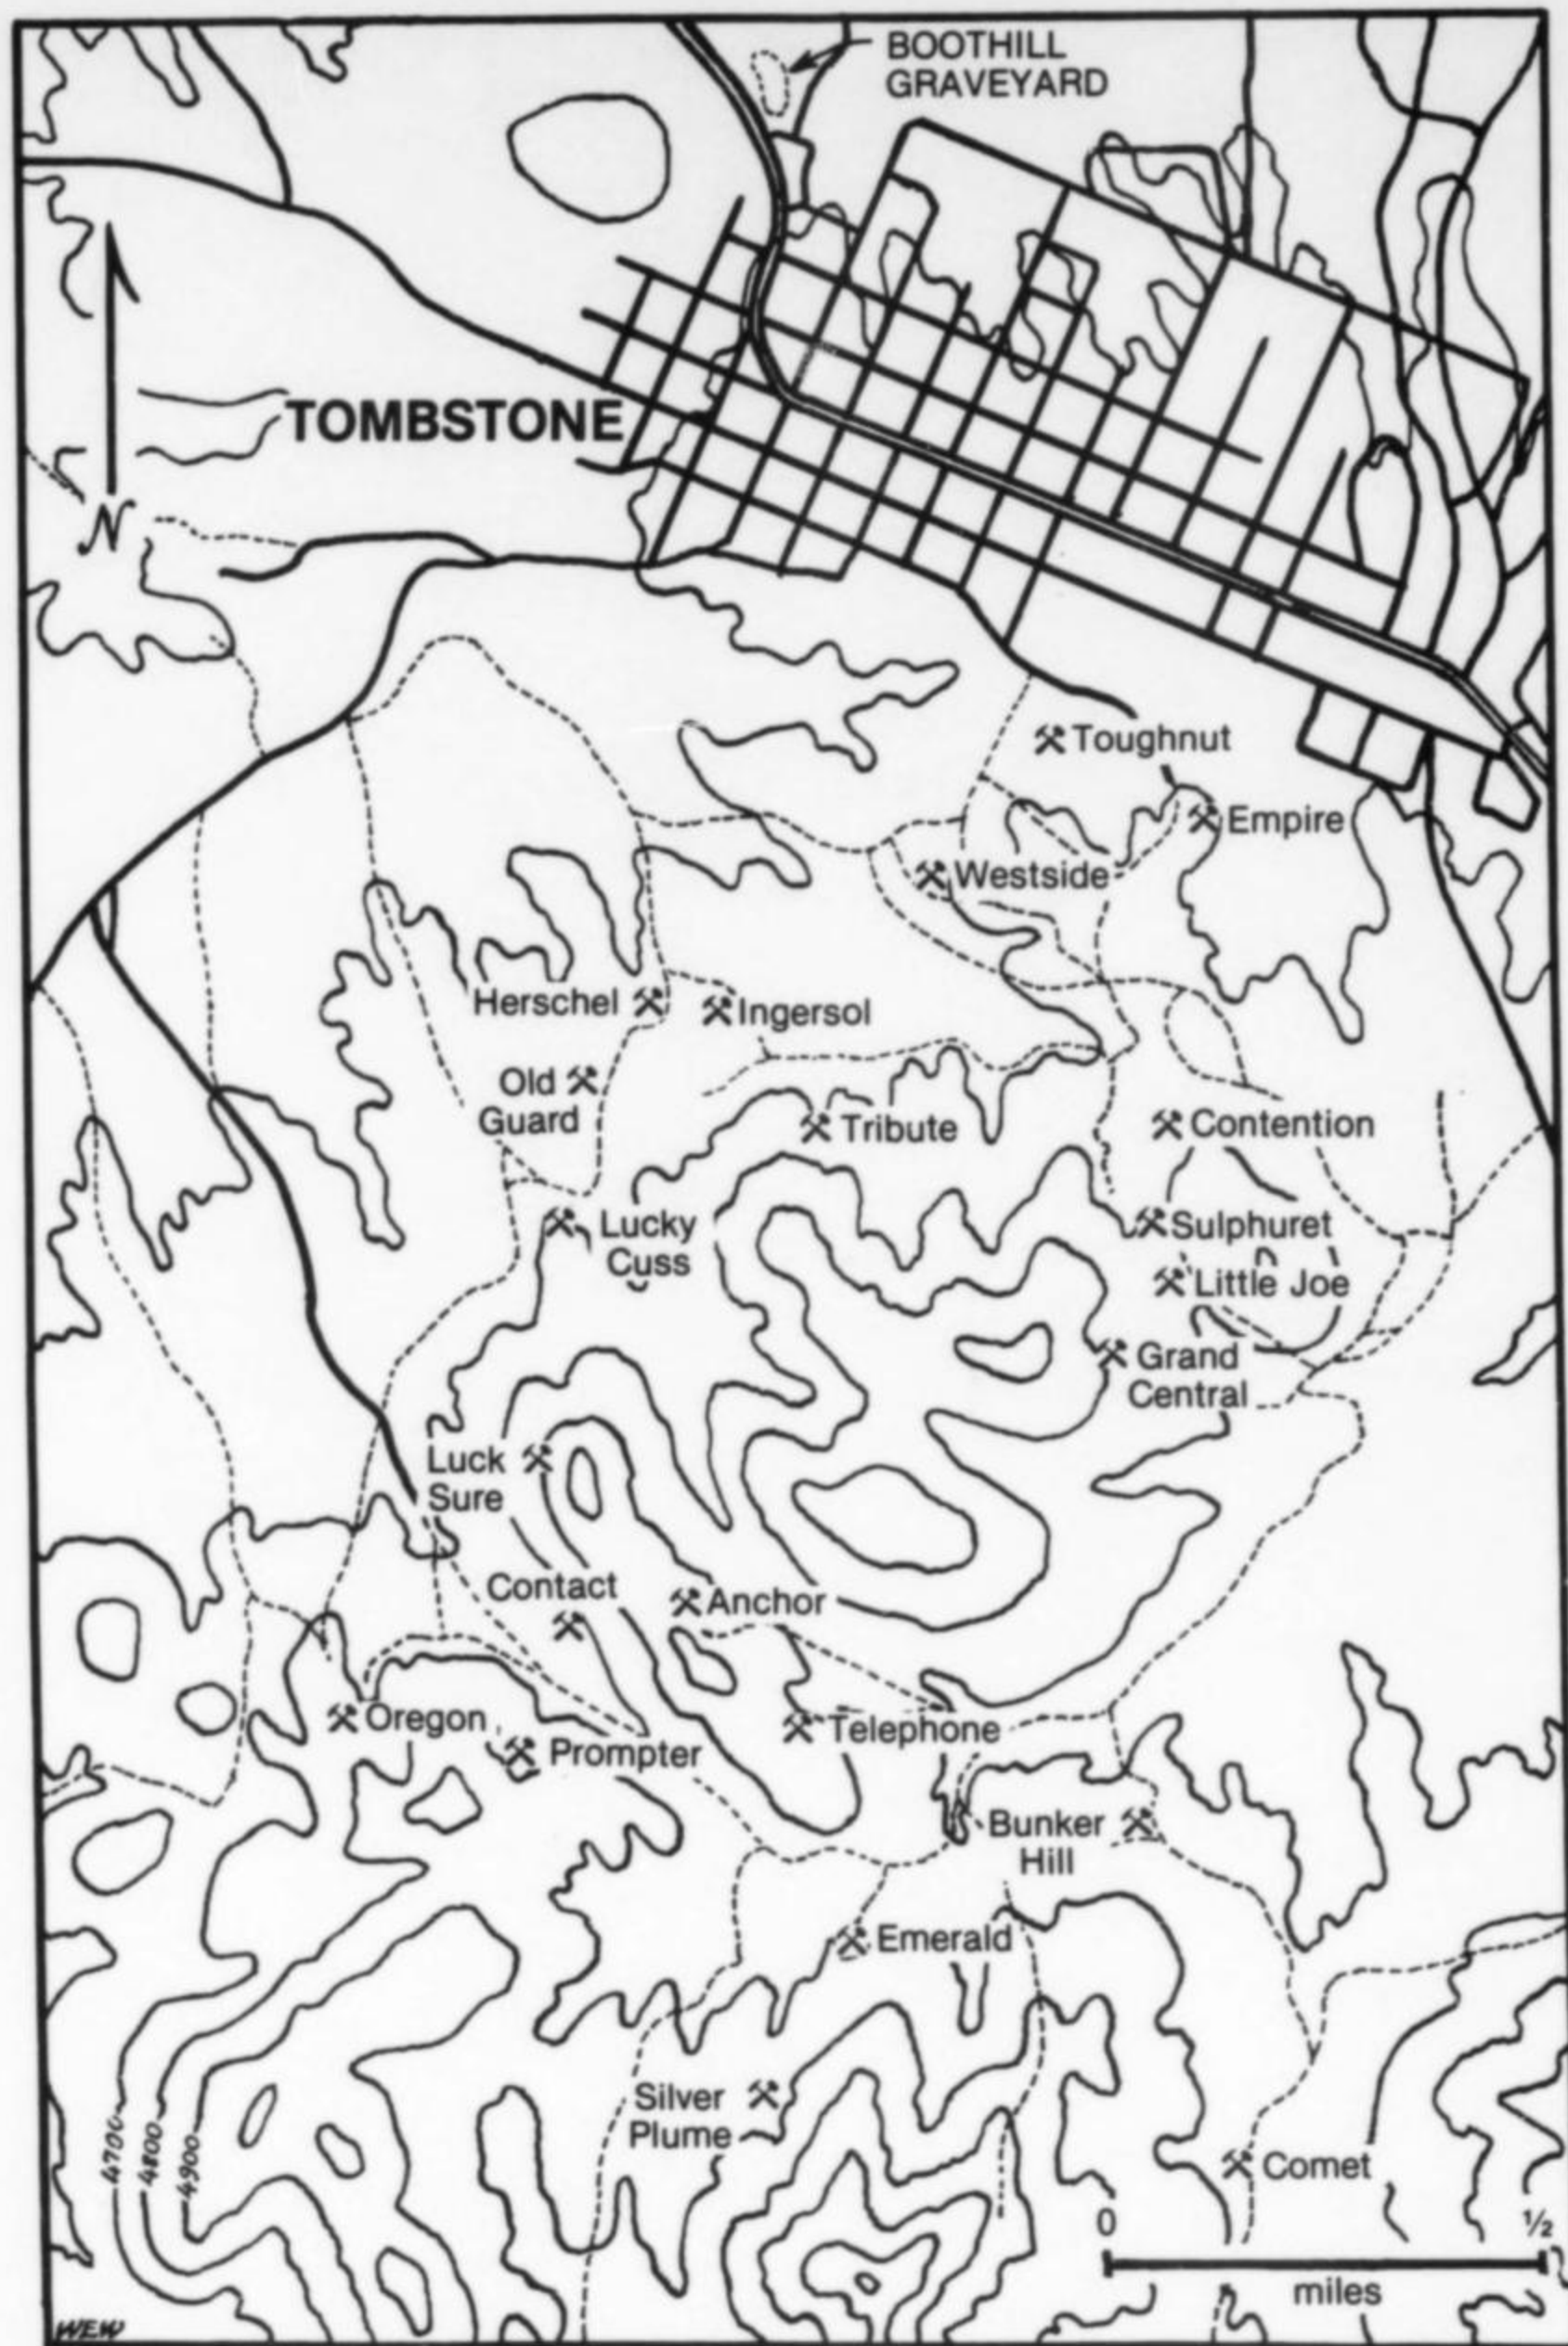 BOOTHILL
GRAVEYARD
TOMBSTONE
N
Toughnut
Empire
Westside
Herschel
Ingersol
Old
Guard
Tribute
Contention
Lucky
Cuss
Sulphuret
Little Joe
Grand
Central
Luck
Sure
Contact
Anchor
Oregon
Telephone
Prompter
Bunker
Hill
Emerald
Silver
Plume
4700
4800
4900
Comet
0
½
miles
WEW